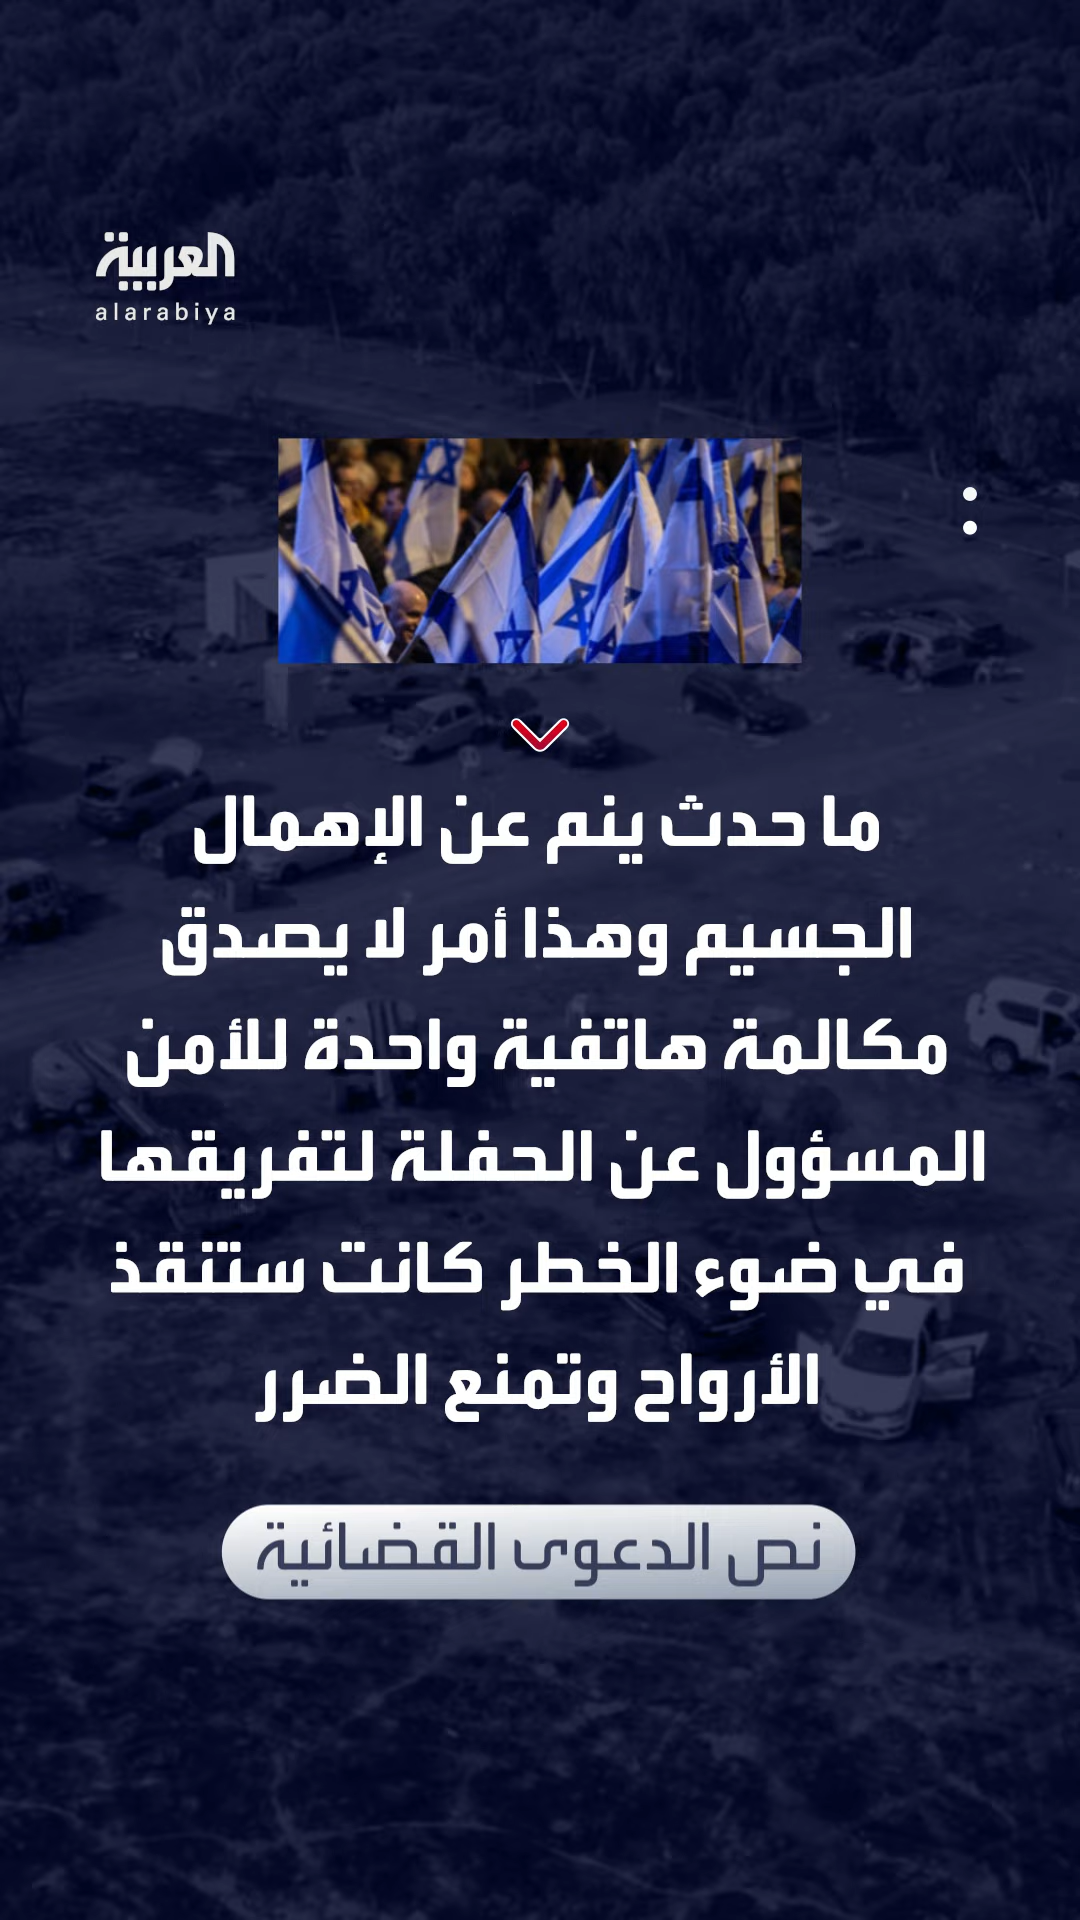 العربية
alarabiya
:
ما حدث ينم عن الإهمال
الجسيم وهذا أمر لا يصدق
مكالمة هاتفية واحدة للأمن
المسؤول عن الحفلة لتفريقها
في ضوء الخطر كانت ستنقذ
الأرواح وتمنع الضرر
نص الدعوى القضائية